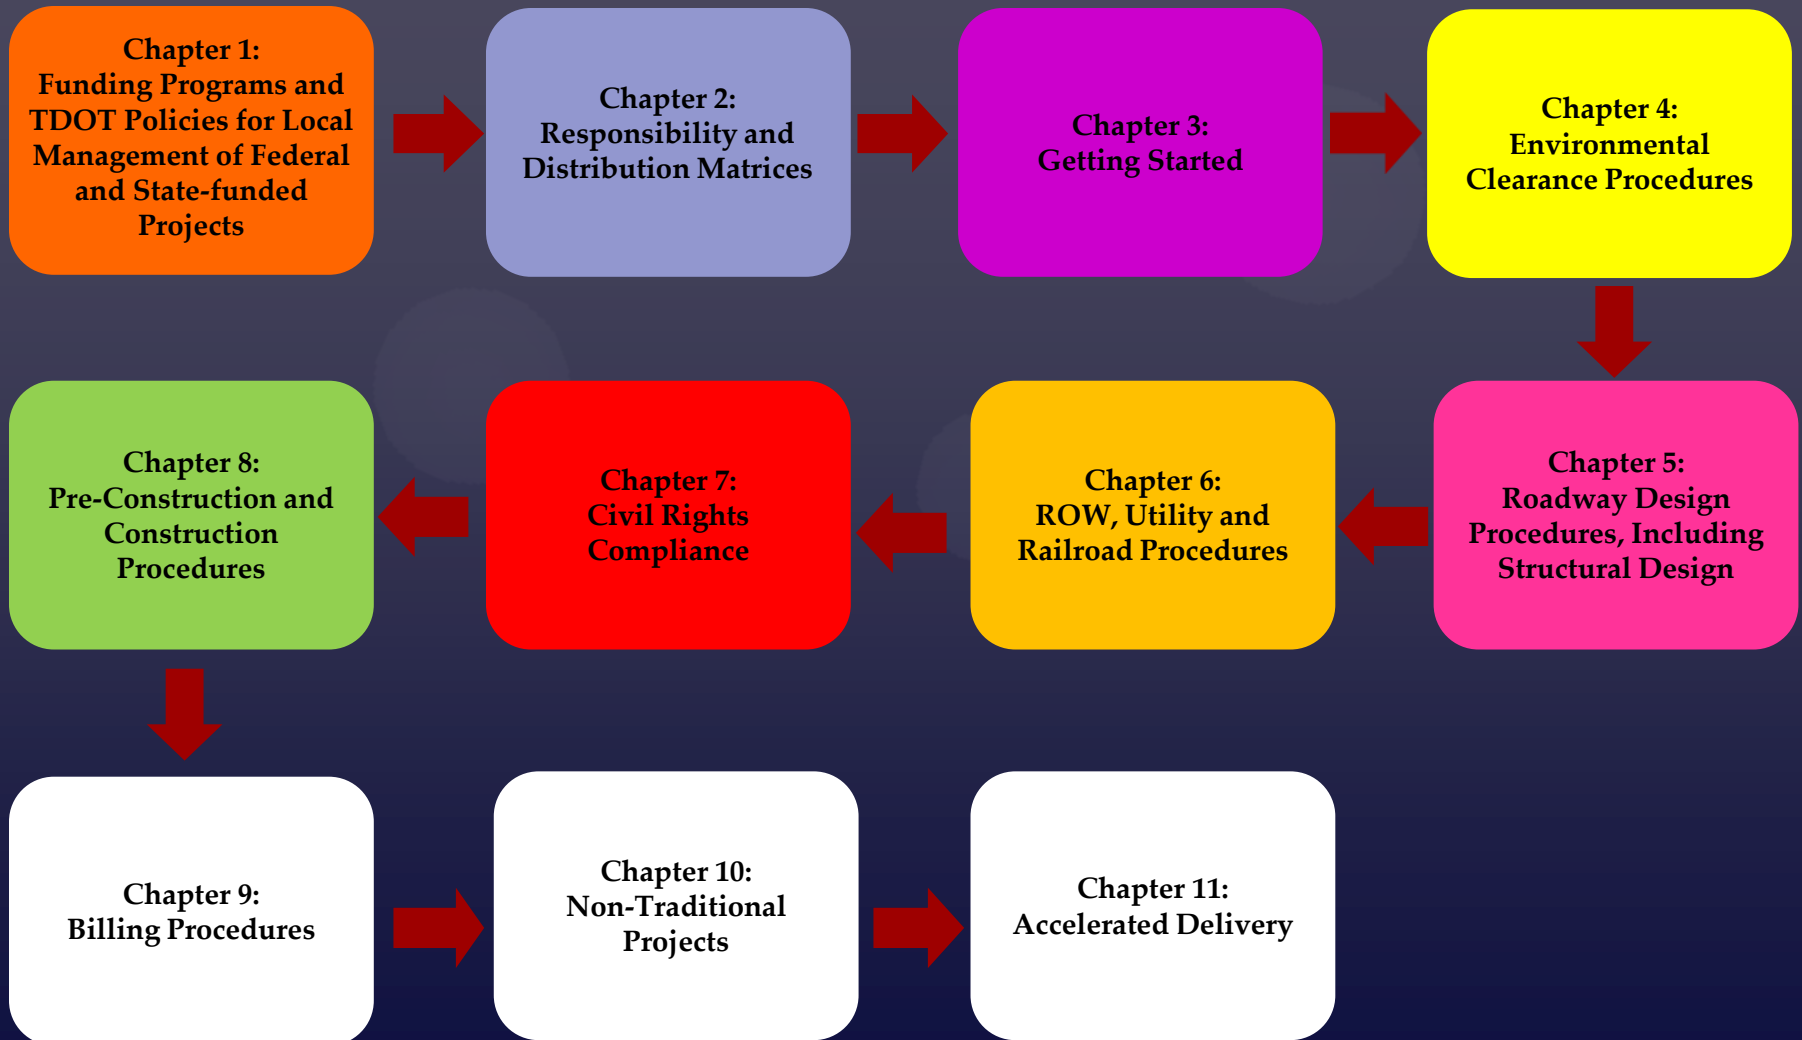 Chapter 1:
Funding Programs and
TDOT Policies for Local
Management of Federal
and State-funded
Projects
Chapter 2:
Responsibility and
Distribution Matrices
Chapter 3:
Getting Started
Chapter 4:
Environmental
Clearance Procedures
Chapter 5:
Roadway Design
Procedures, Including
Structural Design
Chapter 6:
ROW, Utility and
Railroad Procedures
Chapter 7:
Civil Rights
Compliance
Chapter 8:
Pre-Construction and
Construction
Procedures
Chapter 9:
Billing Procedures
Chapter 10:
Non-Traditional
Projects
Chapter 11:
Accelerated Delivery